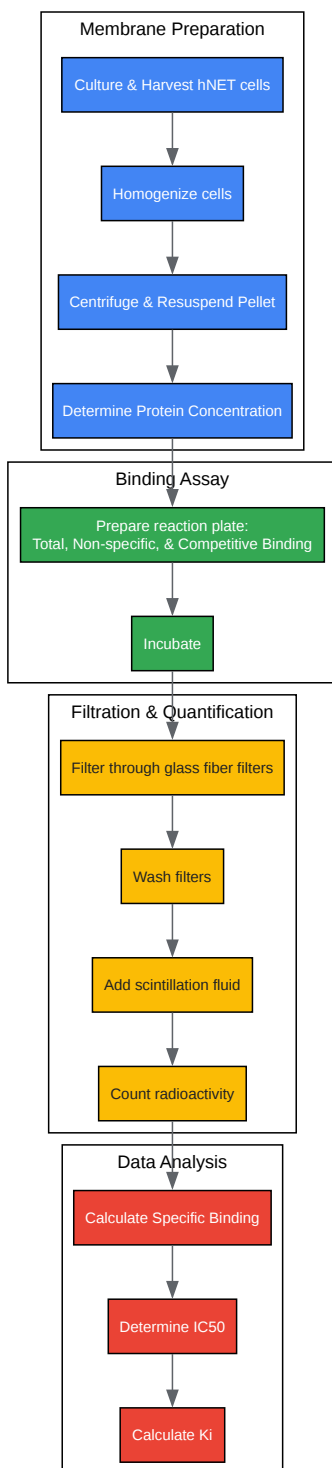 Membrane Preparation
Culture & Harvest hNET cells
Homogenize cells
Centrifuge & Resuspend Pellet
Determine Protein Concentration
Binding Assay
Prepare reaction plate:
Total, Non-specific, & Competitive Binding
Incubate
Filtration & Quantification
Filter through glass fiber filters
Wash filters
Add scintillation fluid
Count radioactivity
Data Analysis
Calculate Specific Binding
Determine IC50
Calculate Ki